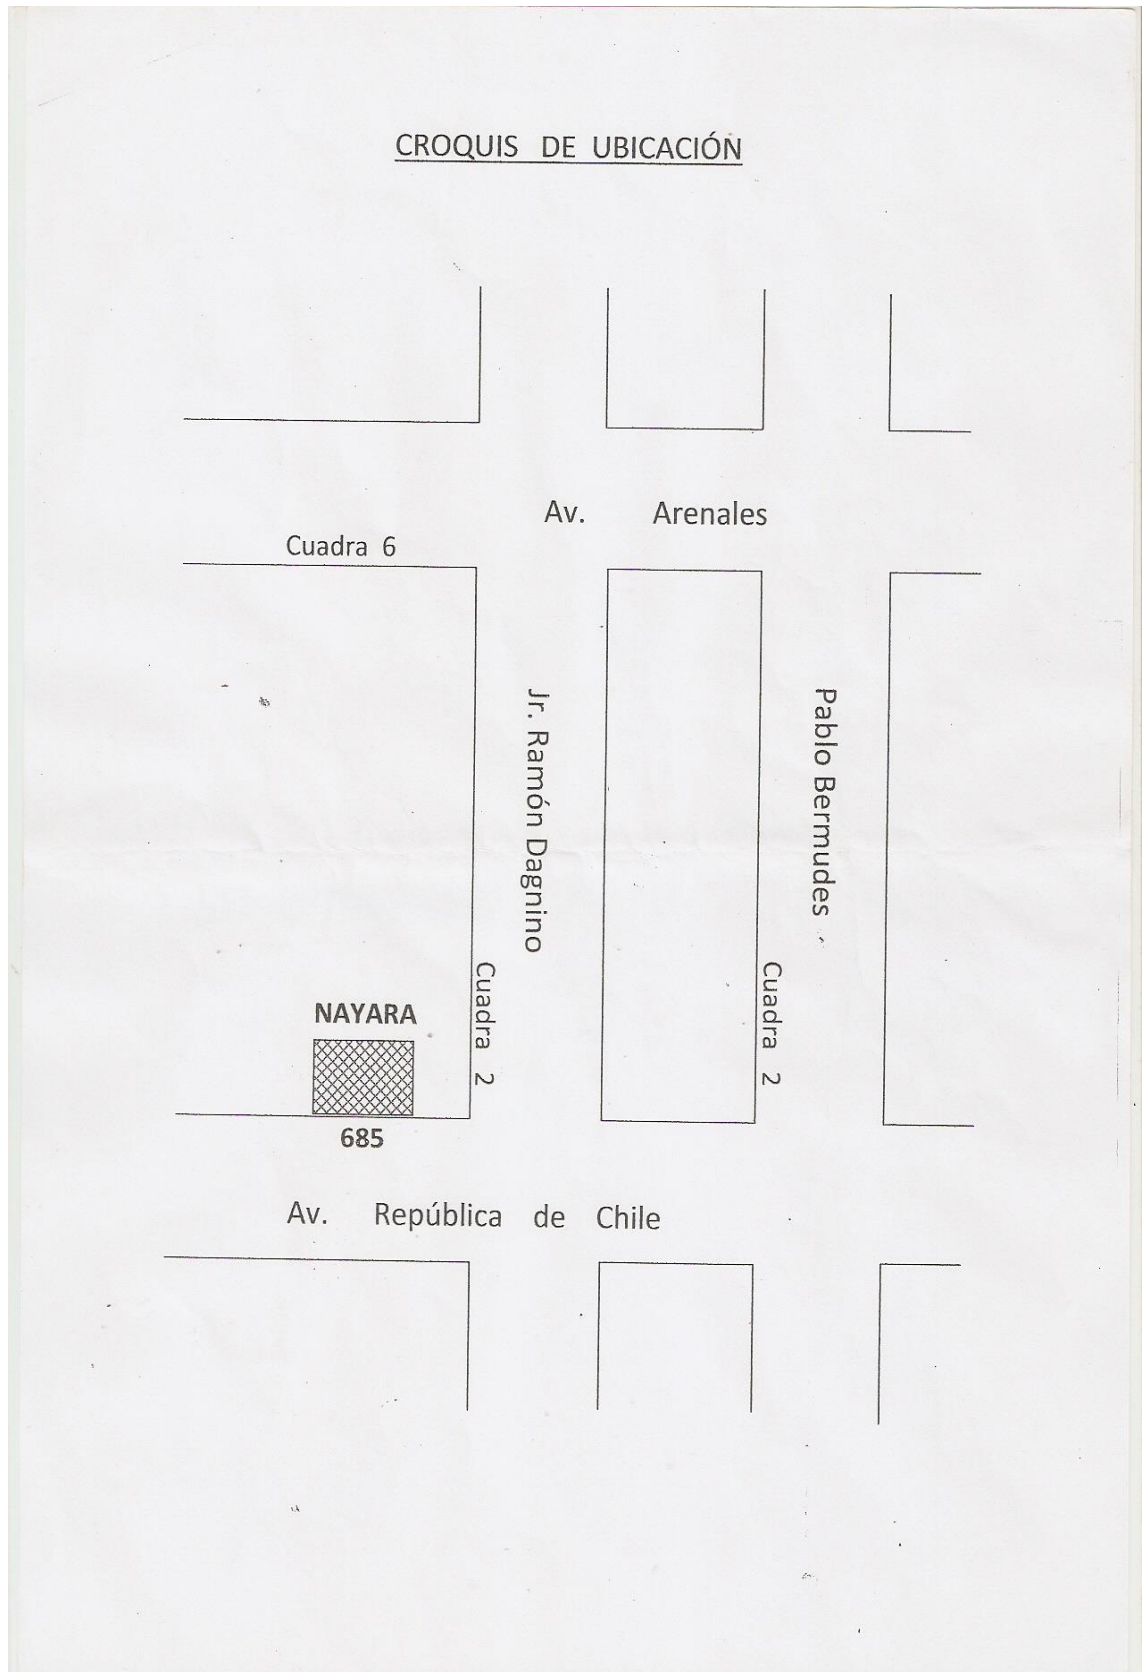 CROQUIS DE UBICACIÓN
Av. Arenales
Cuadra 6
Jr. Ramón Dagnino
Pablo Bermudes
Cuadra 2
Cuadra 2
NAYARA
685
Av. República de Chile